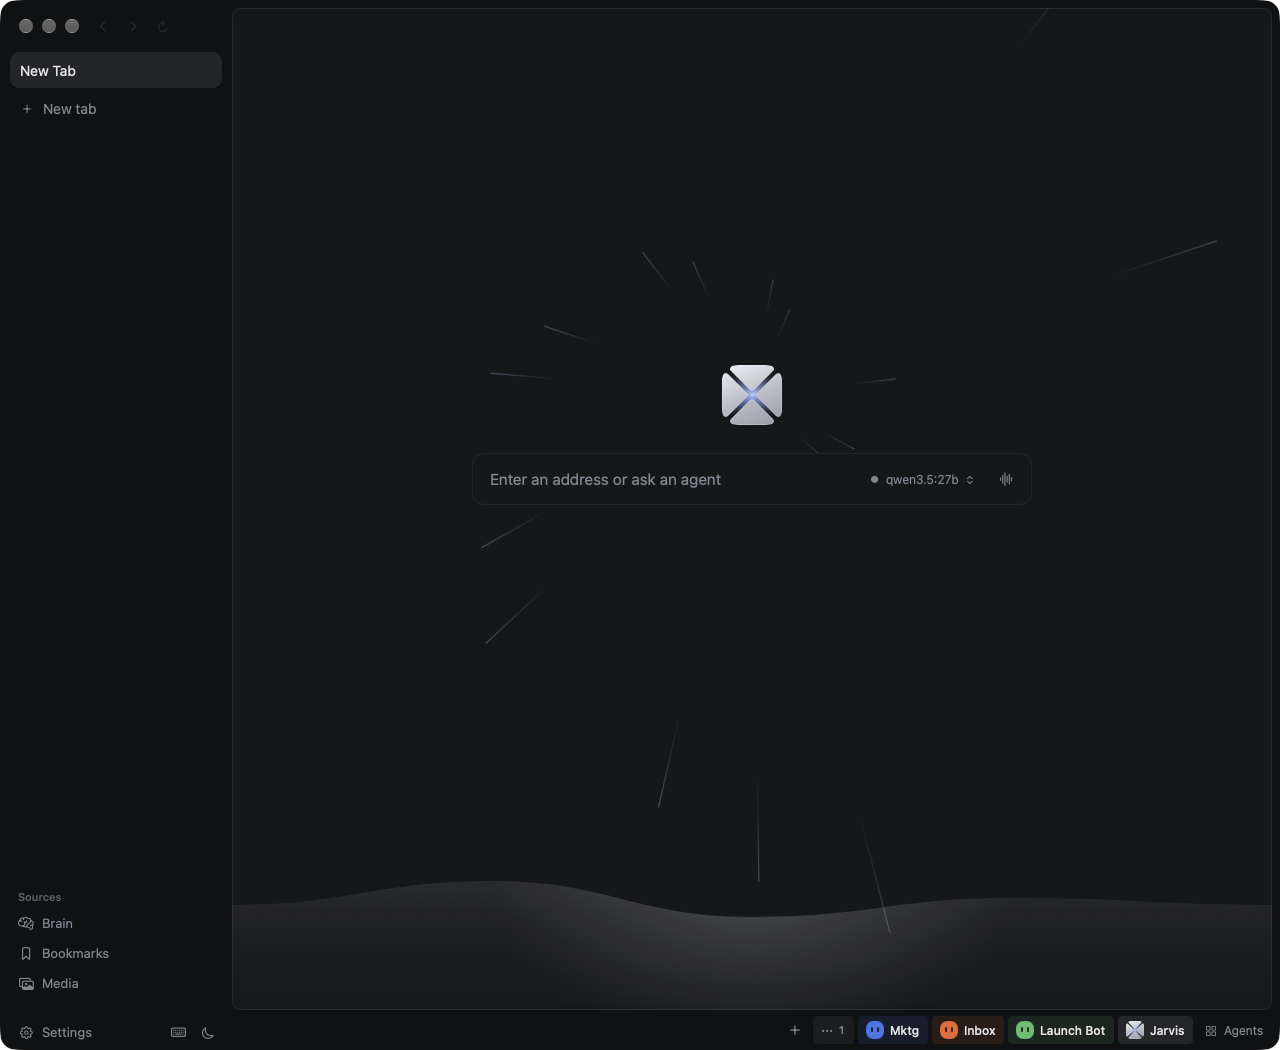 New Tab
New tab
Enter an address or ask an agent
qwen3.5:27b
Sources
Brain
Bookmarks
Media
Settings
··· 1
Mktg
Inbox
Launch Bot
Jarvis
Agents